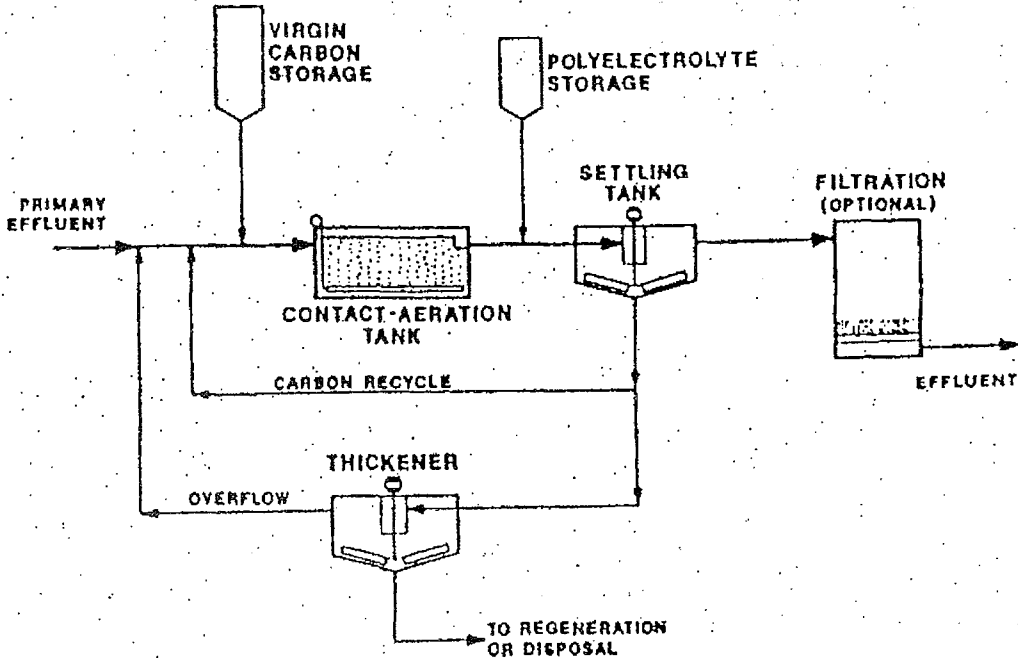 VIRGIN
CARBON
STORAGE
POLYELECTROLYTE
STORAGE
PRIMARY
EFFLUENT
SETTLING
TANK
FILTRATION
(OPTIONAL)
CONTACT-AERATION
TANK
EFFLUENT
CARBON RECYCLE
THICKENER
OVERFLOW
TO REGENERATION
OR DISPOSAL